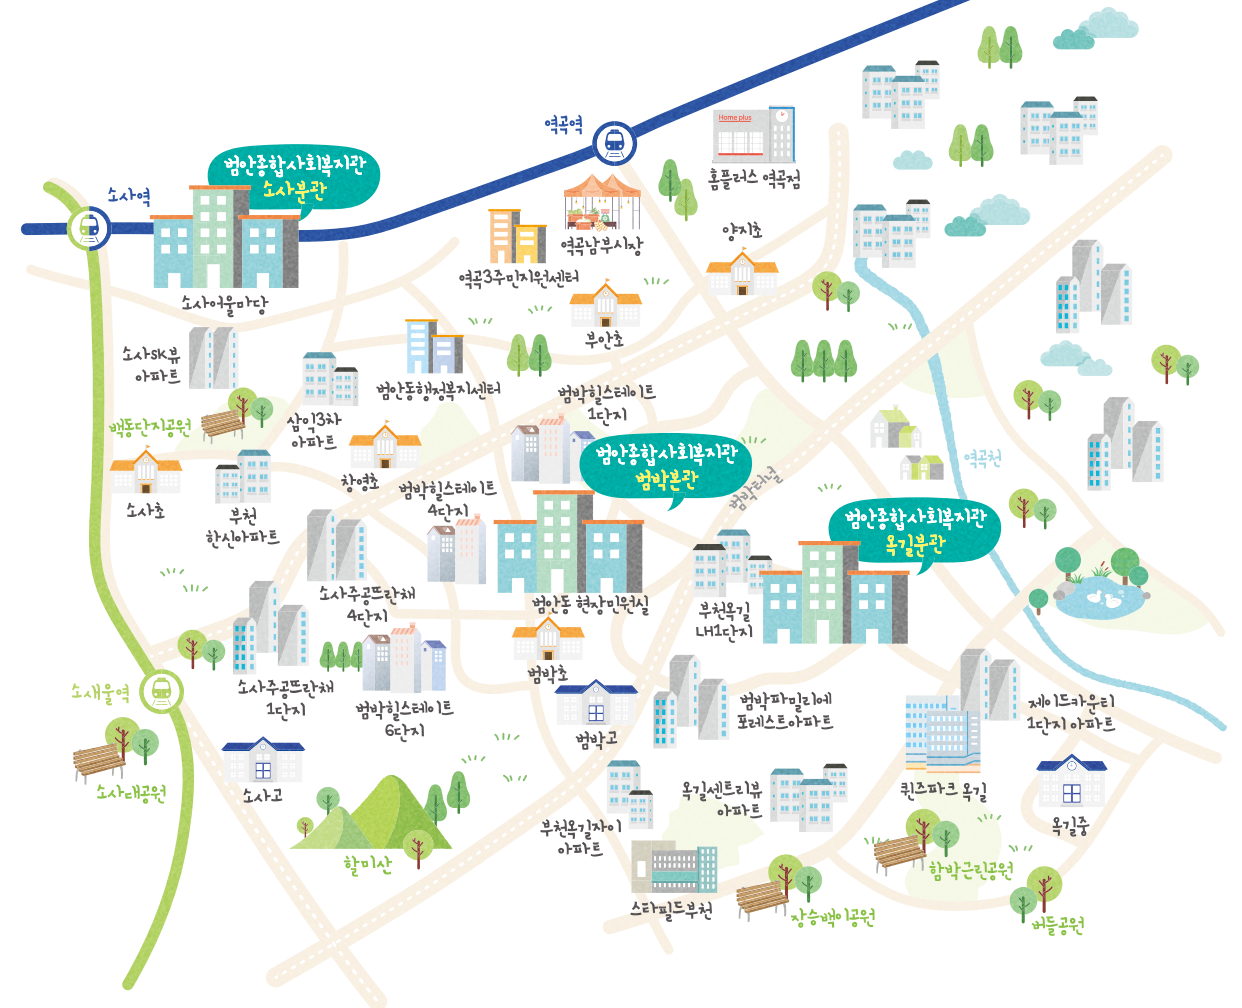 Home plus
역곡역
홈플러스 역곡점
범안종합사회복지관
소사분관
소사역
역곡남부시장
양지초
역곡3주민지원센터
소사어울마당
부안초
소사SK뷰
아파트
범안동행정복지센터
범박힐스테이트
1단지
백동단지공원
삼익3차
아파트
창영초
범안종합사회복지관
범박본관
역곡천
범박힐스테이트
4단지
범박터널
소사초
부천
한신아파트
범안종합사회복지관
옥길분관
소사주공뜨란채
4단지
범안동 현장민원실
부천옥길
LH1단지
범박초
소새울역
소사주공뜨란채
1단지
범박힐스테이트
6단지
범박고
범박파밀리에
포레스트아파트
제이드카운티
1단지 아파트
소사대공원
소사고
옥길센트리뷰
아파트
퀸즈파크 옥길
옥길중
부천옥길자이
아파트
할미산
함박근린공원
스타필드부천
장승백이공원
버들공원